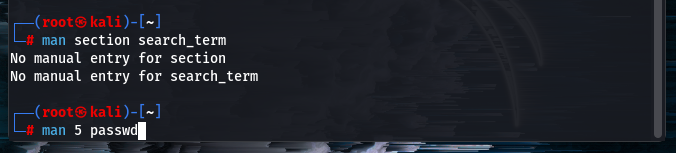 ┌──(root㉿kali)-[~]
└─# man section search_term
No manual entry for section
No manual entry for search_term
┌──(root㉿kali)-[~]
└─# man 5 passwd